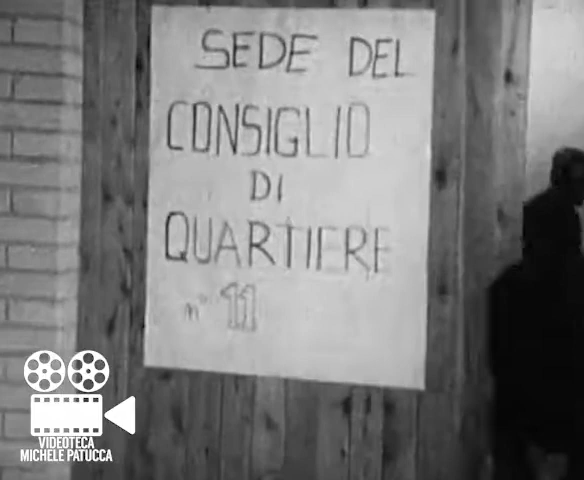 SEDE DEL
CONSIGLIO
DI
QUARTIERE
n° 11
VIDEOTECA
MICHELE PATUCCA